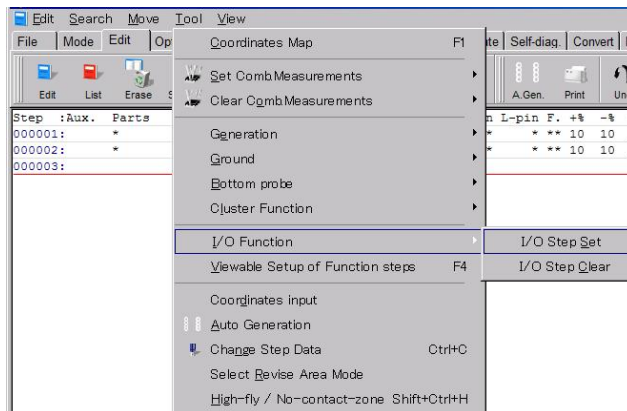 Edit Search Move Tool View
File Mode Edit Op te Self-diag. Convert
Coordinates Map F1
Set Comb.Measurements
Edit List Erase S A.Gen. Print Un
Clear Comb.Measurements
Step :Aux. Parts n L-pin F. +% -%
000001: * * * ** 10 10
Generation
000002: * * * ** 10 10
Ground
000003:
Bottom probe
Cluster Function
I/O Function I/O Step Set
Viewable Setup of Function steps F4 I/O Step Clear
Coordinates input
Auto Generation
Change Step Data Ctrl+C
Select Revise Area Mode
High-fly / No-contact-zone Shift+Ctrl+H